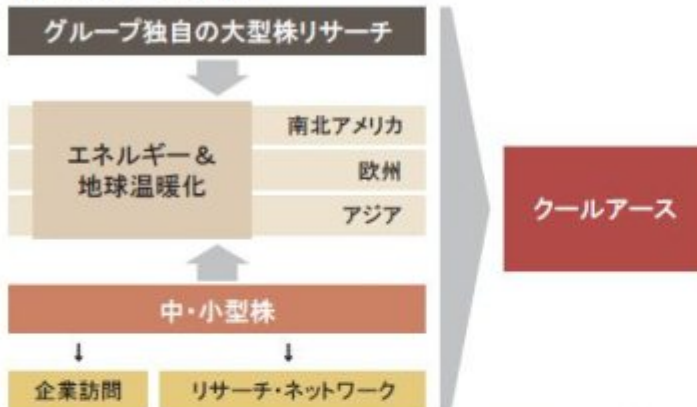 グループ独自の大型株リサーチ
エネルギー＆
地球温暖化
南北アメリカ
欧州
アジア
クールアース
中・小型株
企業訪問
リサーチ・ネットワーク